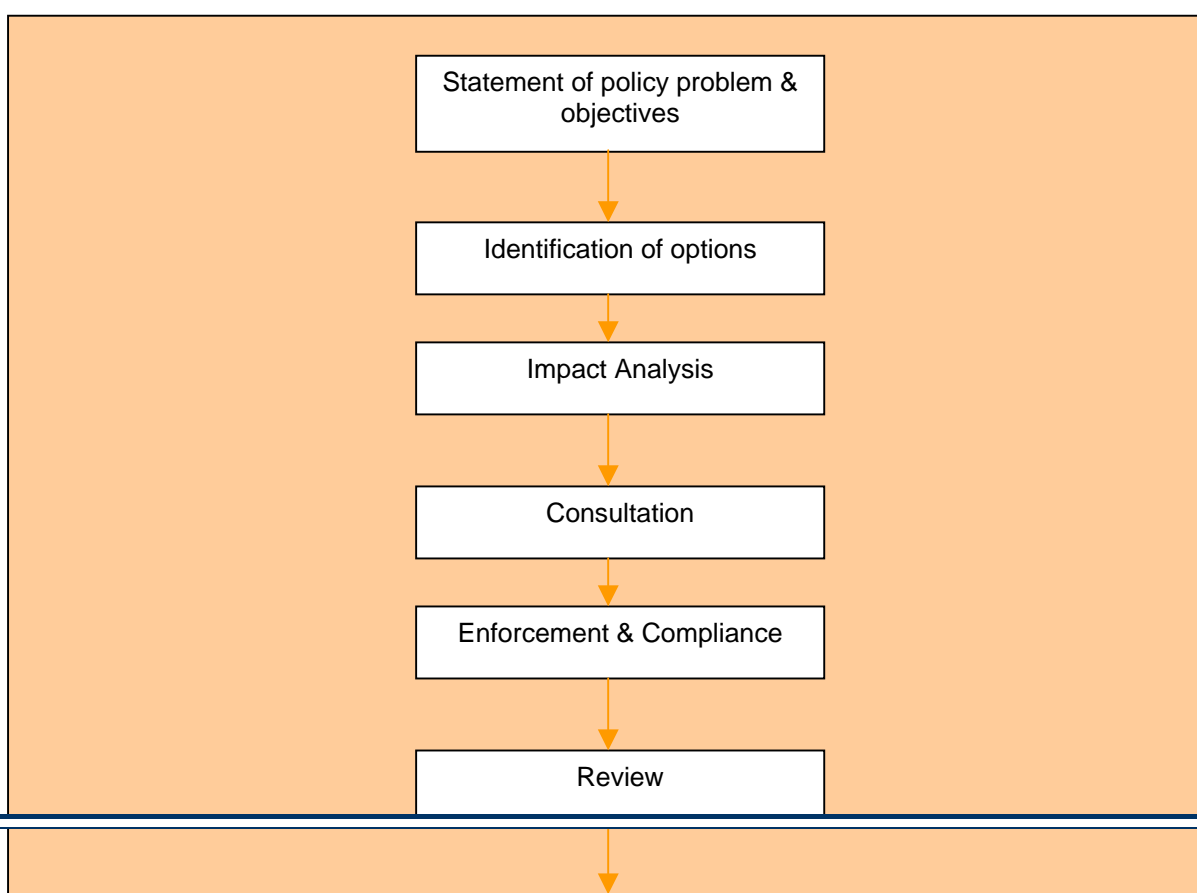 Statement of policy problem &
objectives
Identification of options
Impact Analysis
Consultation
Enforcement & Compliance
Review